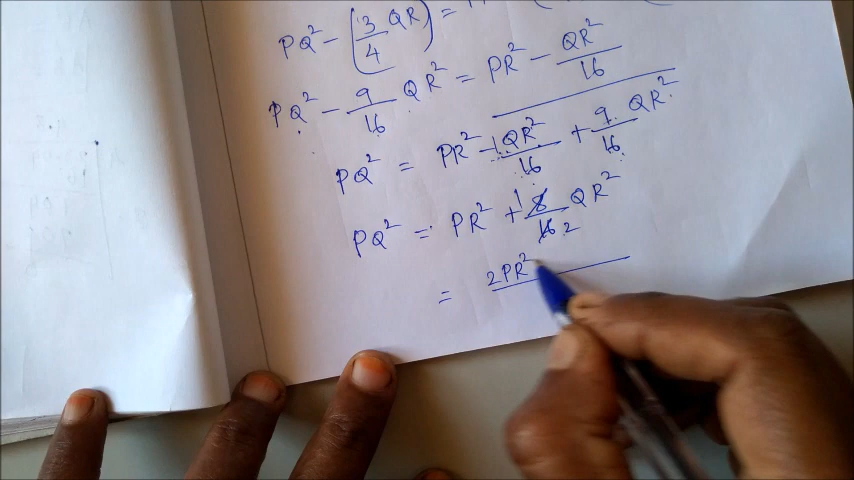 PQ² - (3/4 QR) =
PQ² - 9/16 QR² = PR² - QR²/16
PQ² = PR² - 1QR²/16 + 9/16 QR²
PQ² = PR² + 1 8/16 2 QR²
= 2PR²